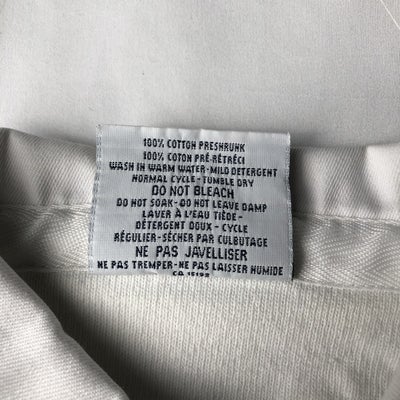 100% COTTON PRESHRUNK
100% COTON PRÉ-RÉTRÉCI
WASH IN WARM WATER-MILD DETERGENT
NORMAL CYCLE-TUMBLE DRY
DO NOT BLEACH
DO NOT SOAK-DO NOT LEAVE DAMP
LAVER À L'EAU TIÈDE-
DÉTERGENT DOUX-CYCLE
RÉGULIER-SÉCHER PAR CULBUTAGE
NE PAS JAVELLISER
NE PAS TREMPER-NE PAS LAISSER HUMIDE